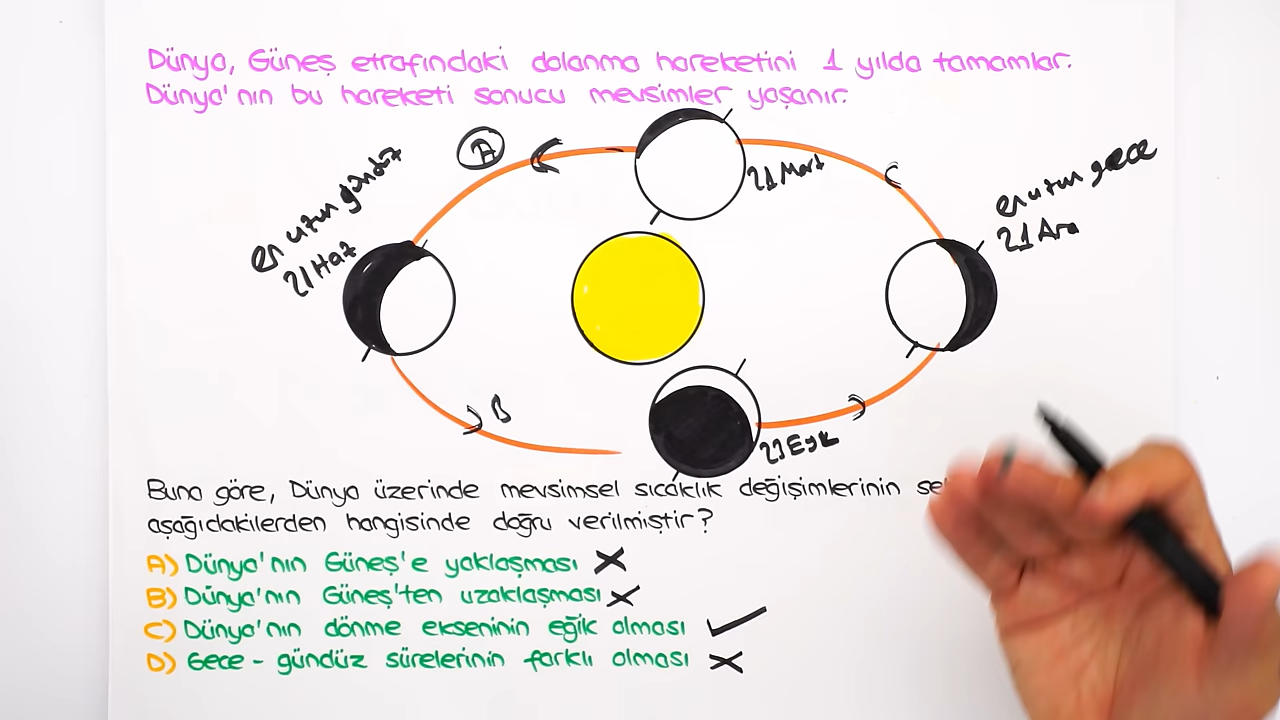 Dünya, Güneş etrafındaki dolanma hareketini 1 yılda tamamlar.
Dünya'nın bu hareketi sonucu mevsimler yaşanır.
A
21 Mart
en uzun gündüz
21 Haz
en uzun gece
21 Ara
B
23 Eyl
Buna göre, Dünya üzerinde mevsimsel sıcaklık değişimlerinin
aşağıdakilerden hangisinde doğru verilmiştir?
A) Dünya'nın Güneş'e yaklaşması
B) Dünya'nın Güneş'ten uzaklaşması
C) Dünya'nın dönme ekseninin eğik olması
D) Gece - gündüz sürelerinin farklı olması